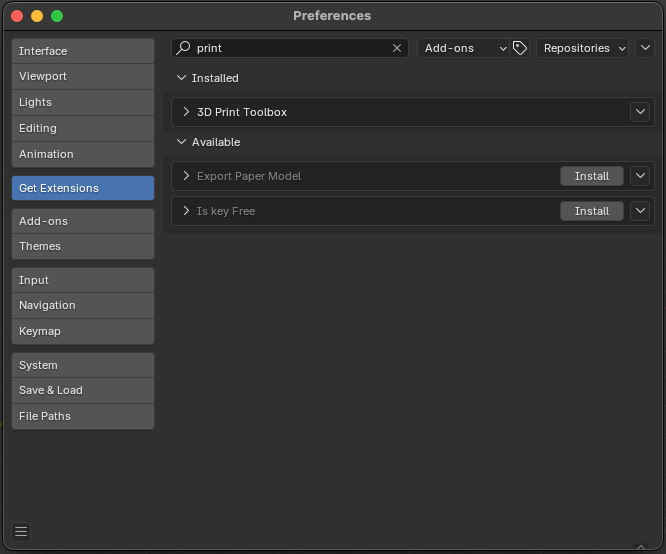 Preferences
Interface
Viewport
Lights
Editing
Animation
Get Extensions
Add-ons
Themes
Input
Navigation
Keymap
System
Save & Load
File Paths
print
Add-ons
Repositories
Installed
3D Print Toolbox
Available
Export Paper Model
Install
Is key Free
Install